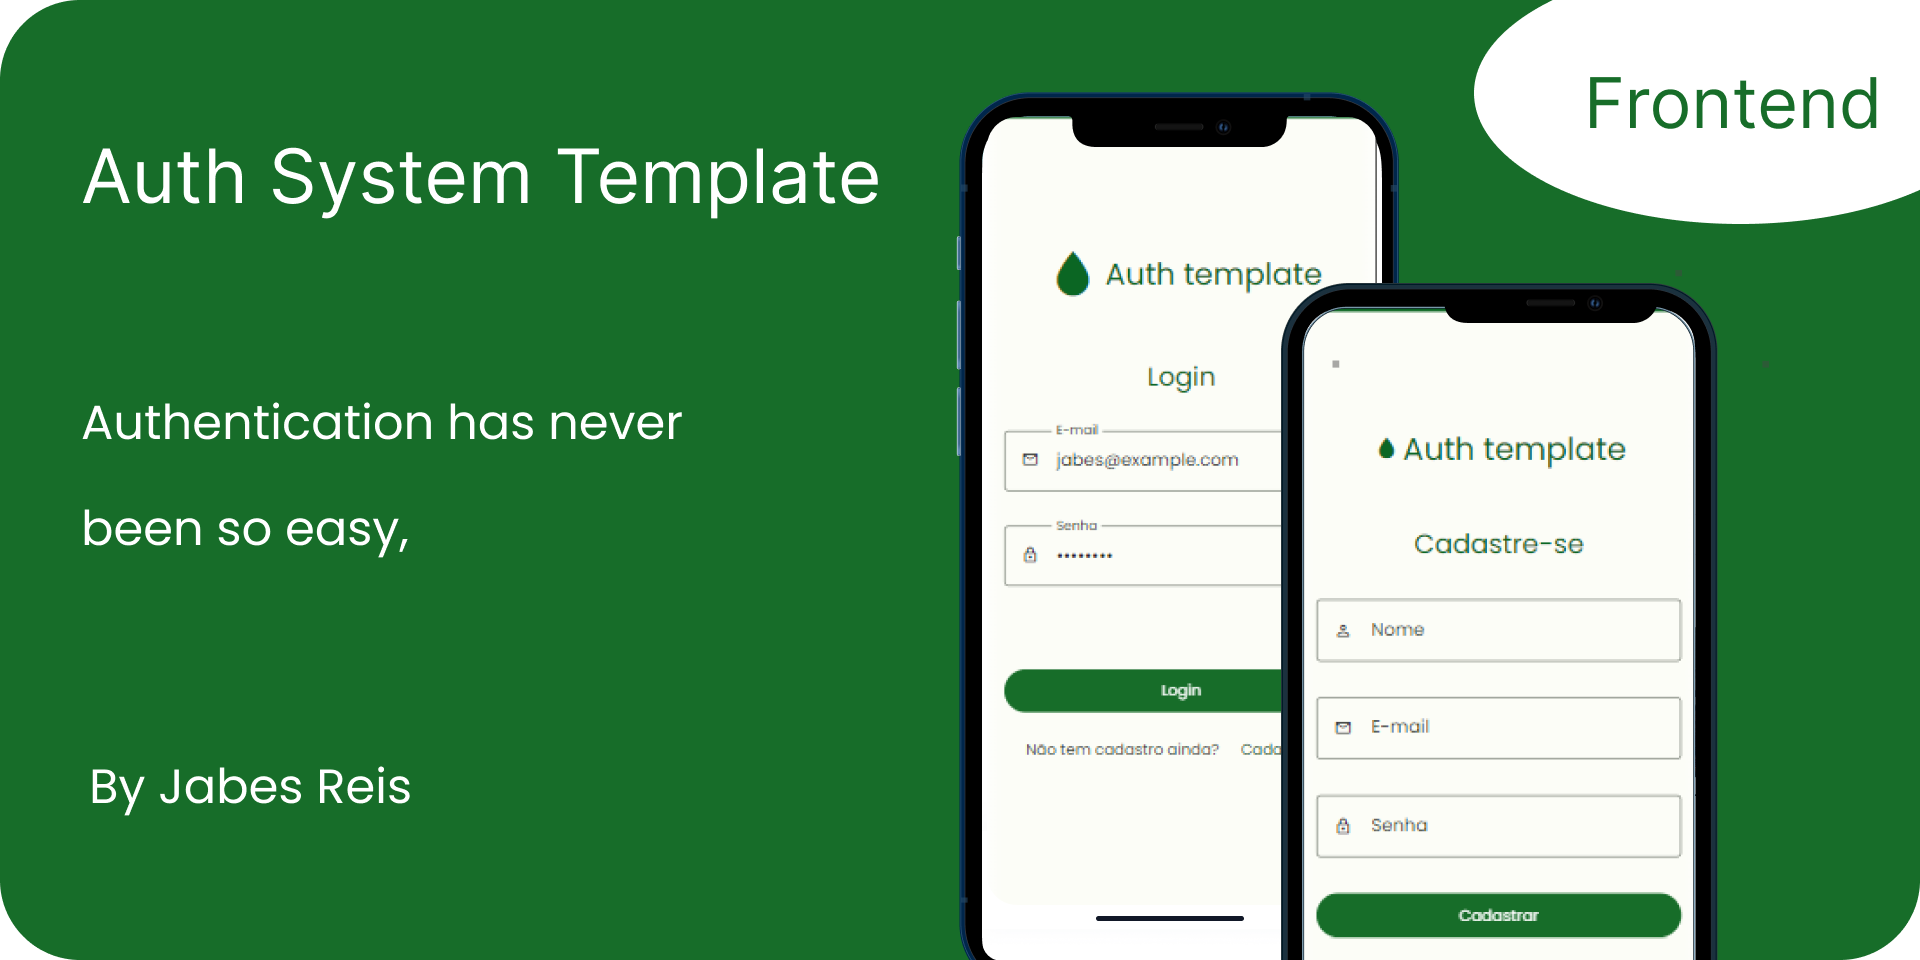 Auth System Template
Authentication has never
been so easy,
By Jabes Reis
Frontend
Auth template
Login
E-mail
jabes@example.com
Senha
••••••••
Login
Não tem cadastro ainda? Cada
Auth template
Cadastre-se
Nome
E-mail
Senha
Cadastrar